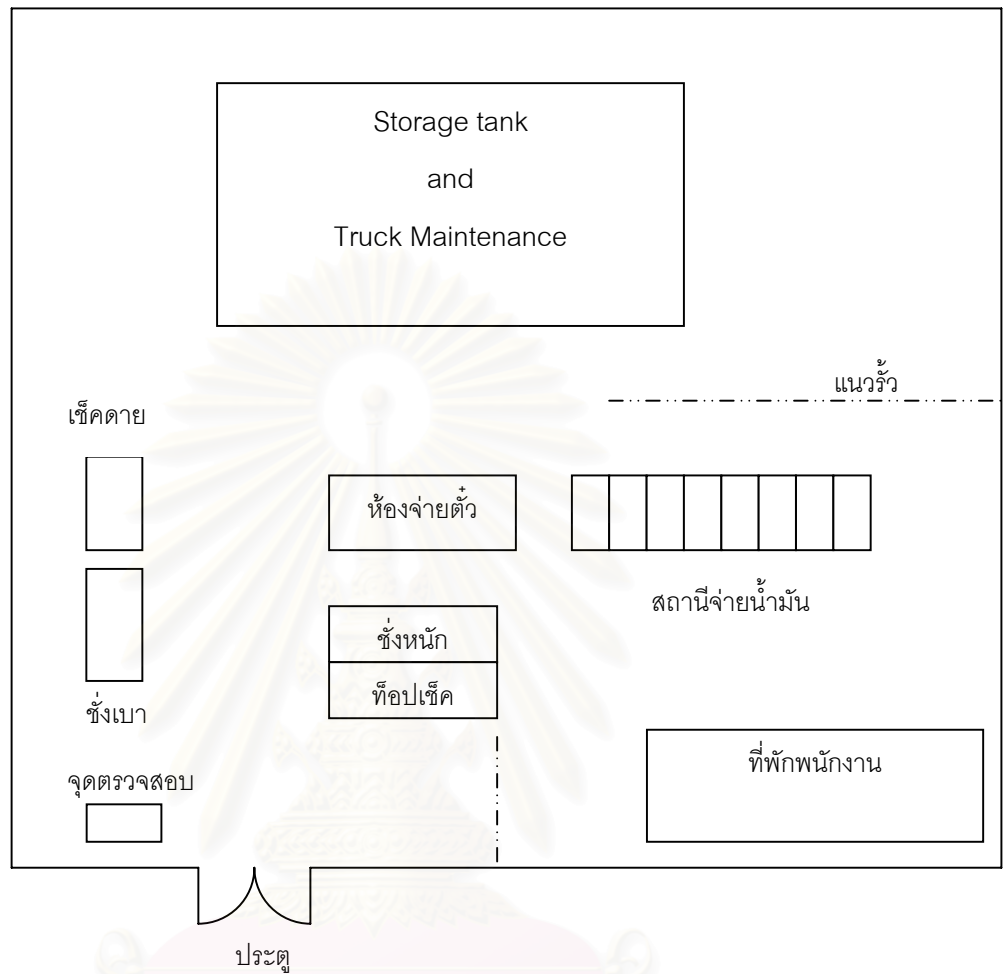 Storage tank
and
Truck Maintenance
แนวรั้ว
เช็คดาย
ห้องจ่ายตั๋ว
สถานีจ่ายน้ำมัน
ชั่งหนัก
ท็อปเช็ค
ชั่งเบา
ที่พักพนักงาน
จุดตรวจสอบ
ประตู